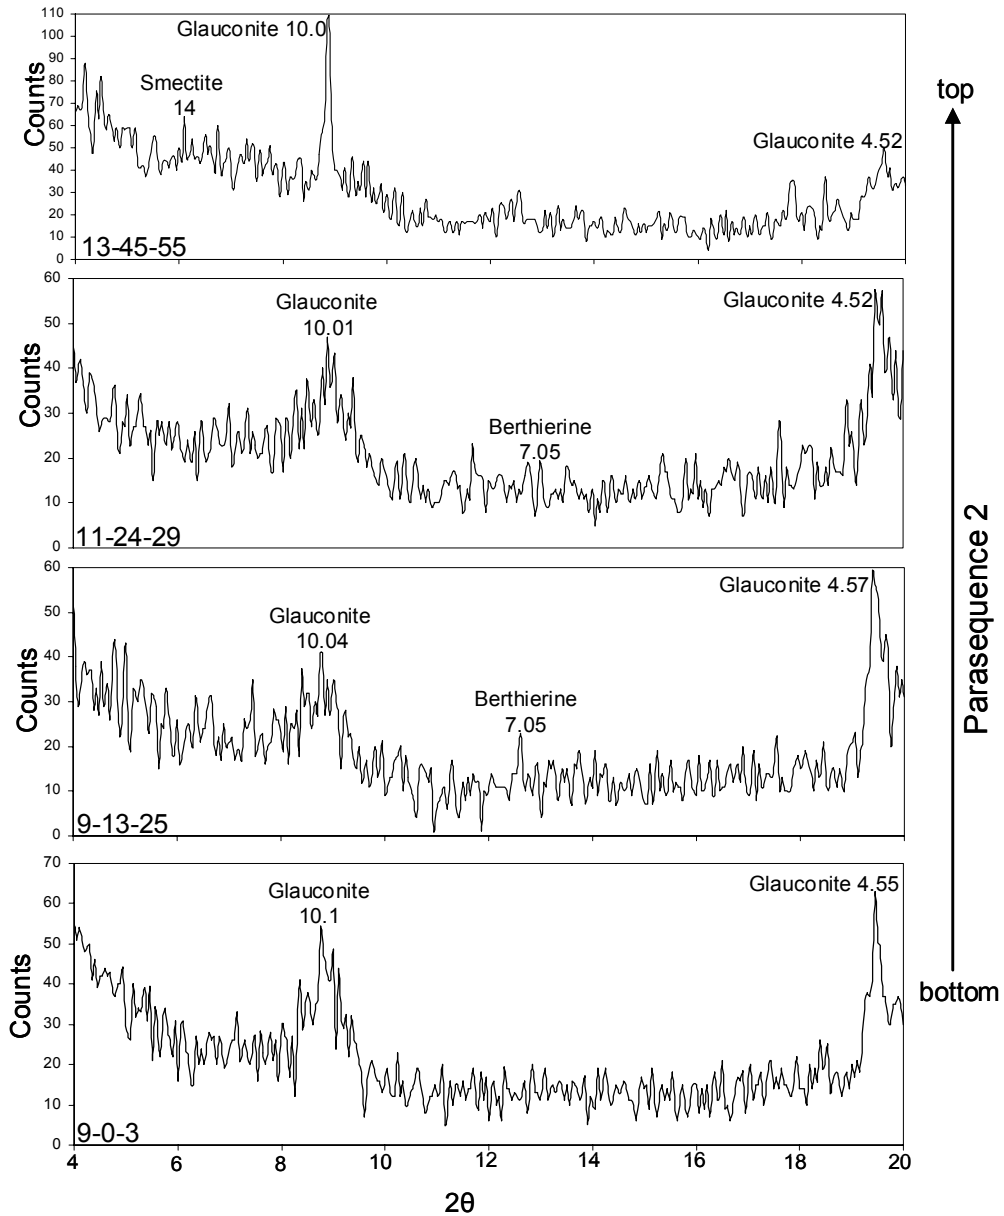 Counts
110
100
90
80
70
60
50
40
30
20
10
0
Glauconite 10.0
Smectite
14
Glauconite 4.52
13-45-55
Counts
60
50
40
30
20
10
0
Glauconite
10.01
Berthierine
7.05
Glauconite 4.52
11-24-29
Counts
60
50
40
30
20
10
0
Glauconite
10.04
Berthierine
7.05
Glauconite 4.57
9-13-25
Counts
70
60
50
40
30
20
10
0
Glauconite
10.1
Glauconite 4.55
9-0-3
4 6 8 10 12 14 16 18 20
2θ
top
Parasequence 2
bottom